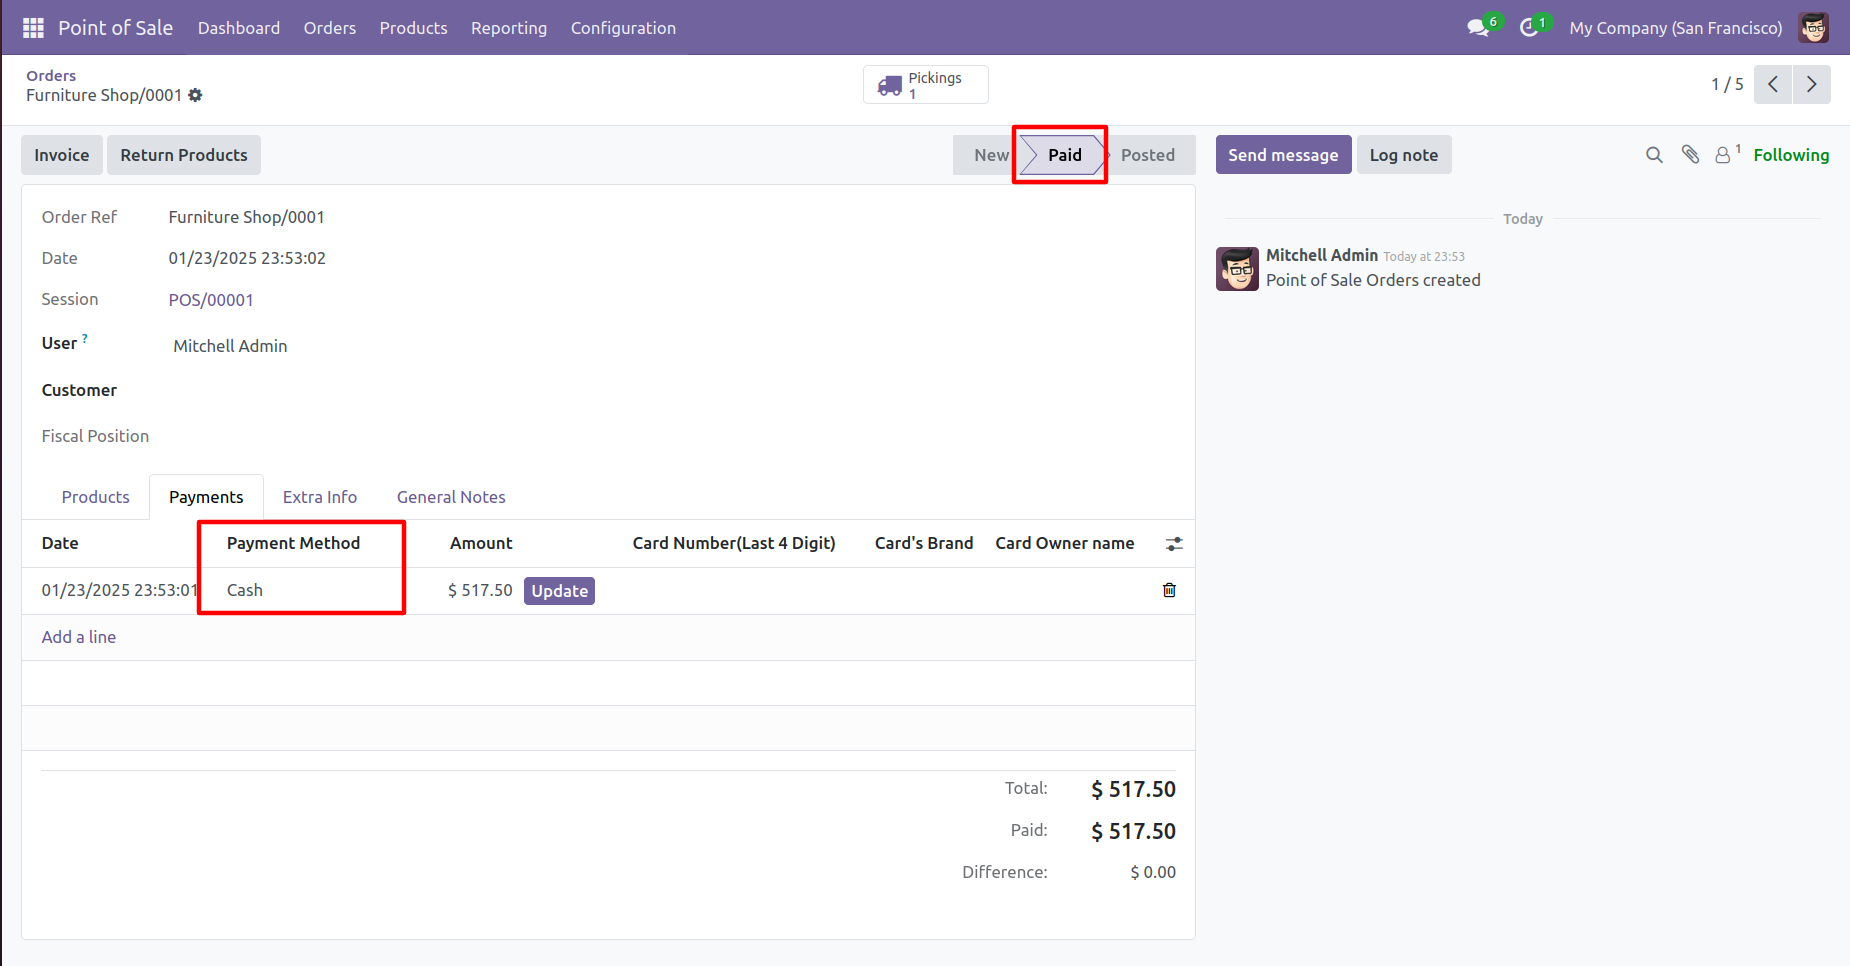 Point of Sale Dashboard Orders Products Reporting Configuration 6 1 My Company (San Francisco)
Orders
Furniture Shop/0001
Pickings
1
1 / 5
Invoice Return Products New Paid Posted Send message Log note 1 Following
Order Ref Furniture Shop/0001
Today
Date 01/23/2025 23:53:02
Mitchell Admin Today at 23:53
Point of Sale Orders created
Session POS/00001
User ? Mitchell Admin
Customer
Fiscal Position
Products Payments Extra Info General Notes
Date Payment Method Amount Card Number(Last 4 Digit) Card's Brand Card Owner name
01/23/2025 23:53:01 Cash $ 517.50 Update
Add a line
Total: $ 517.50
Paid: $ 517.50
Difference: $ 0.00